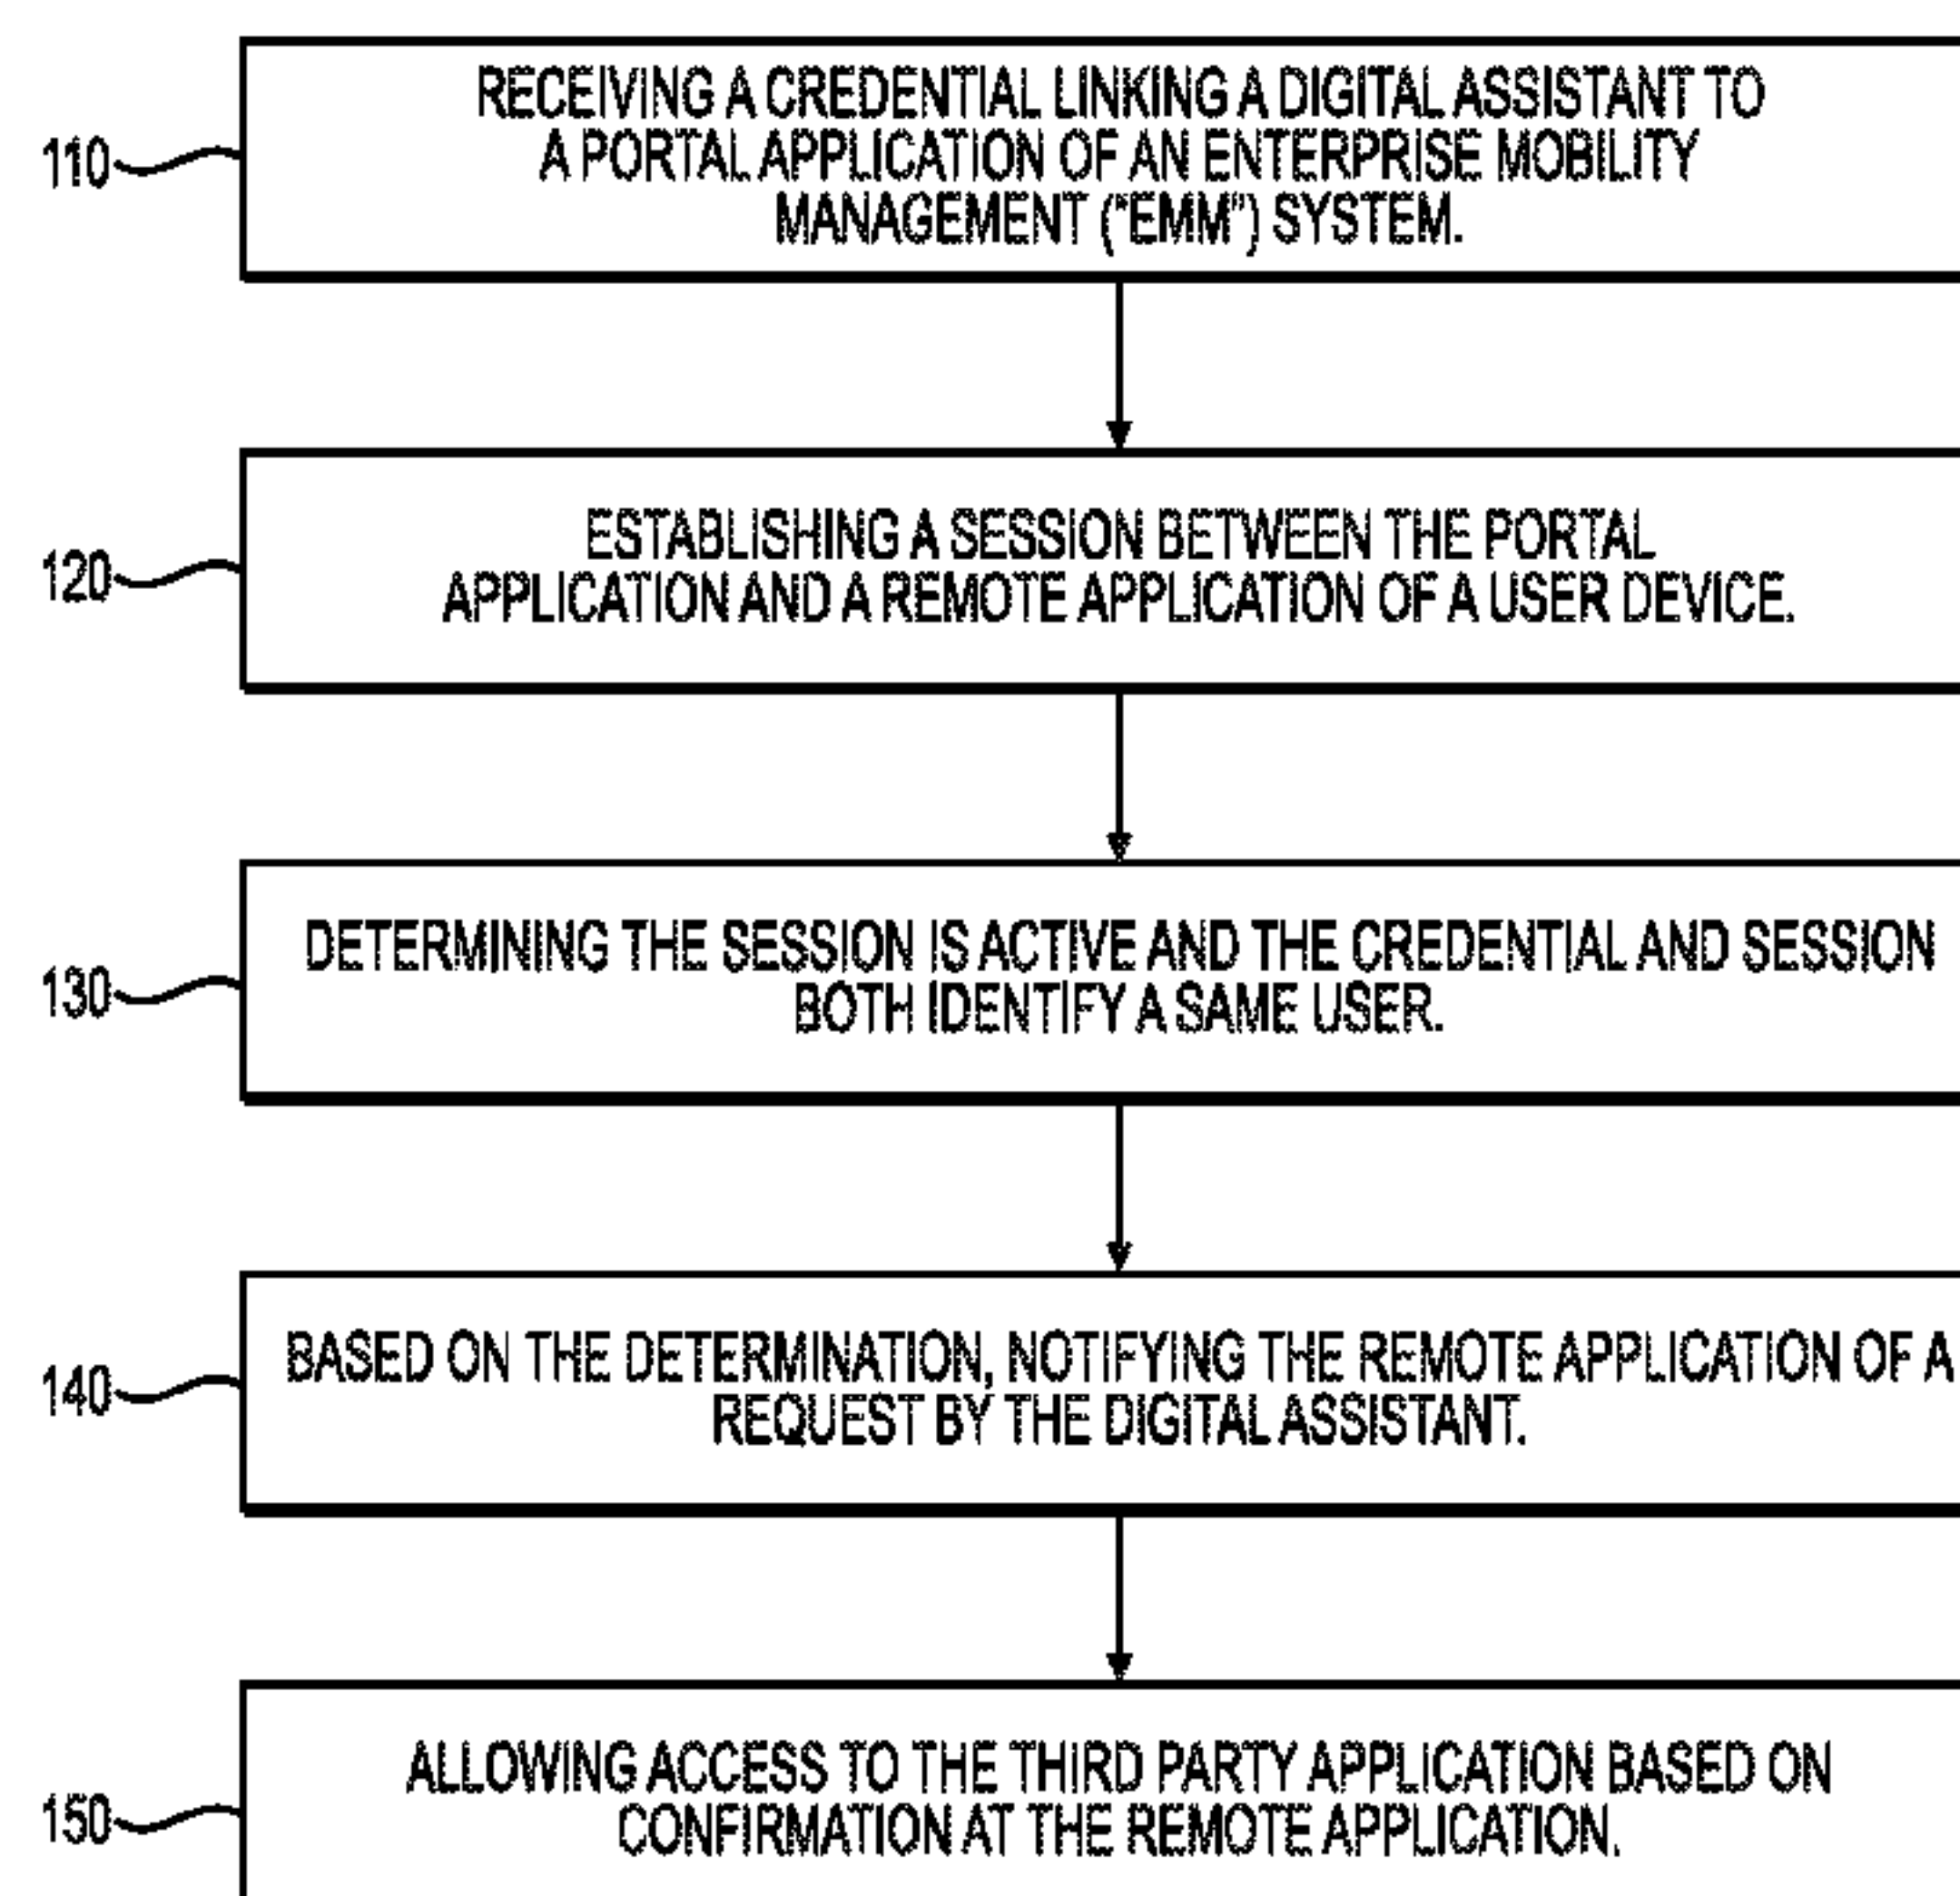 110
RECEIVING A CREDENTIAL LINKING A DIGITAL ASSISTANT TO
A PORTAL APPLICATION OF AN ENTERPRISE MOBILITY
MANAGEMENT ("EMM") SYSTEM.
120
ESTABLISHING A SESSION BETWEEN THE PORTAL
APPLICATION AND A REMOTE APPLICATION OF A USER DEVICE.
130
DETERMINING THE SESSION IS ACTIVE AND THE CREDENTIAL AND SESSION
BOTH IDENTIFY A SAME USER.
140
BASED ON THE DETERMINATION, NOTIFYING THE REMOTE APPLICATION OF A
REQUEST BY THE DIGITAL ASSISTANT.
150
ALLOWING ACCESS TO THE THIRD PARTY APPLICATION BASED ON
CONFIRMATION AT THE REMOTE APPLICATION.